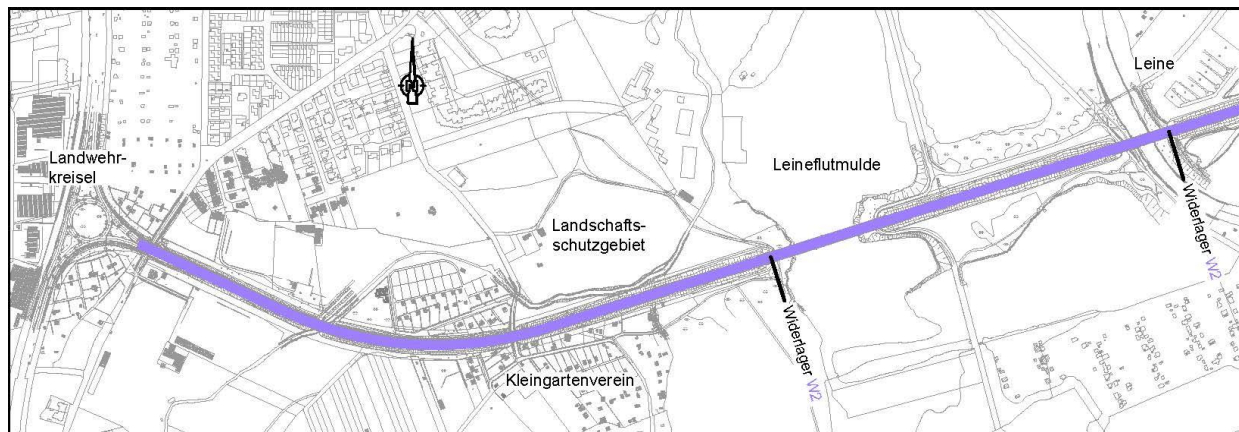 Leine
Landwehr-
kreisel
Leineflutmulde
Landschafts-
schutzgebiet
Widerlager W2
Widerlager W2
Kleingartenverein
N